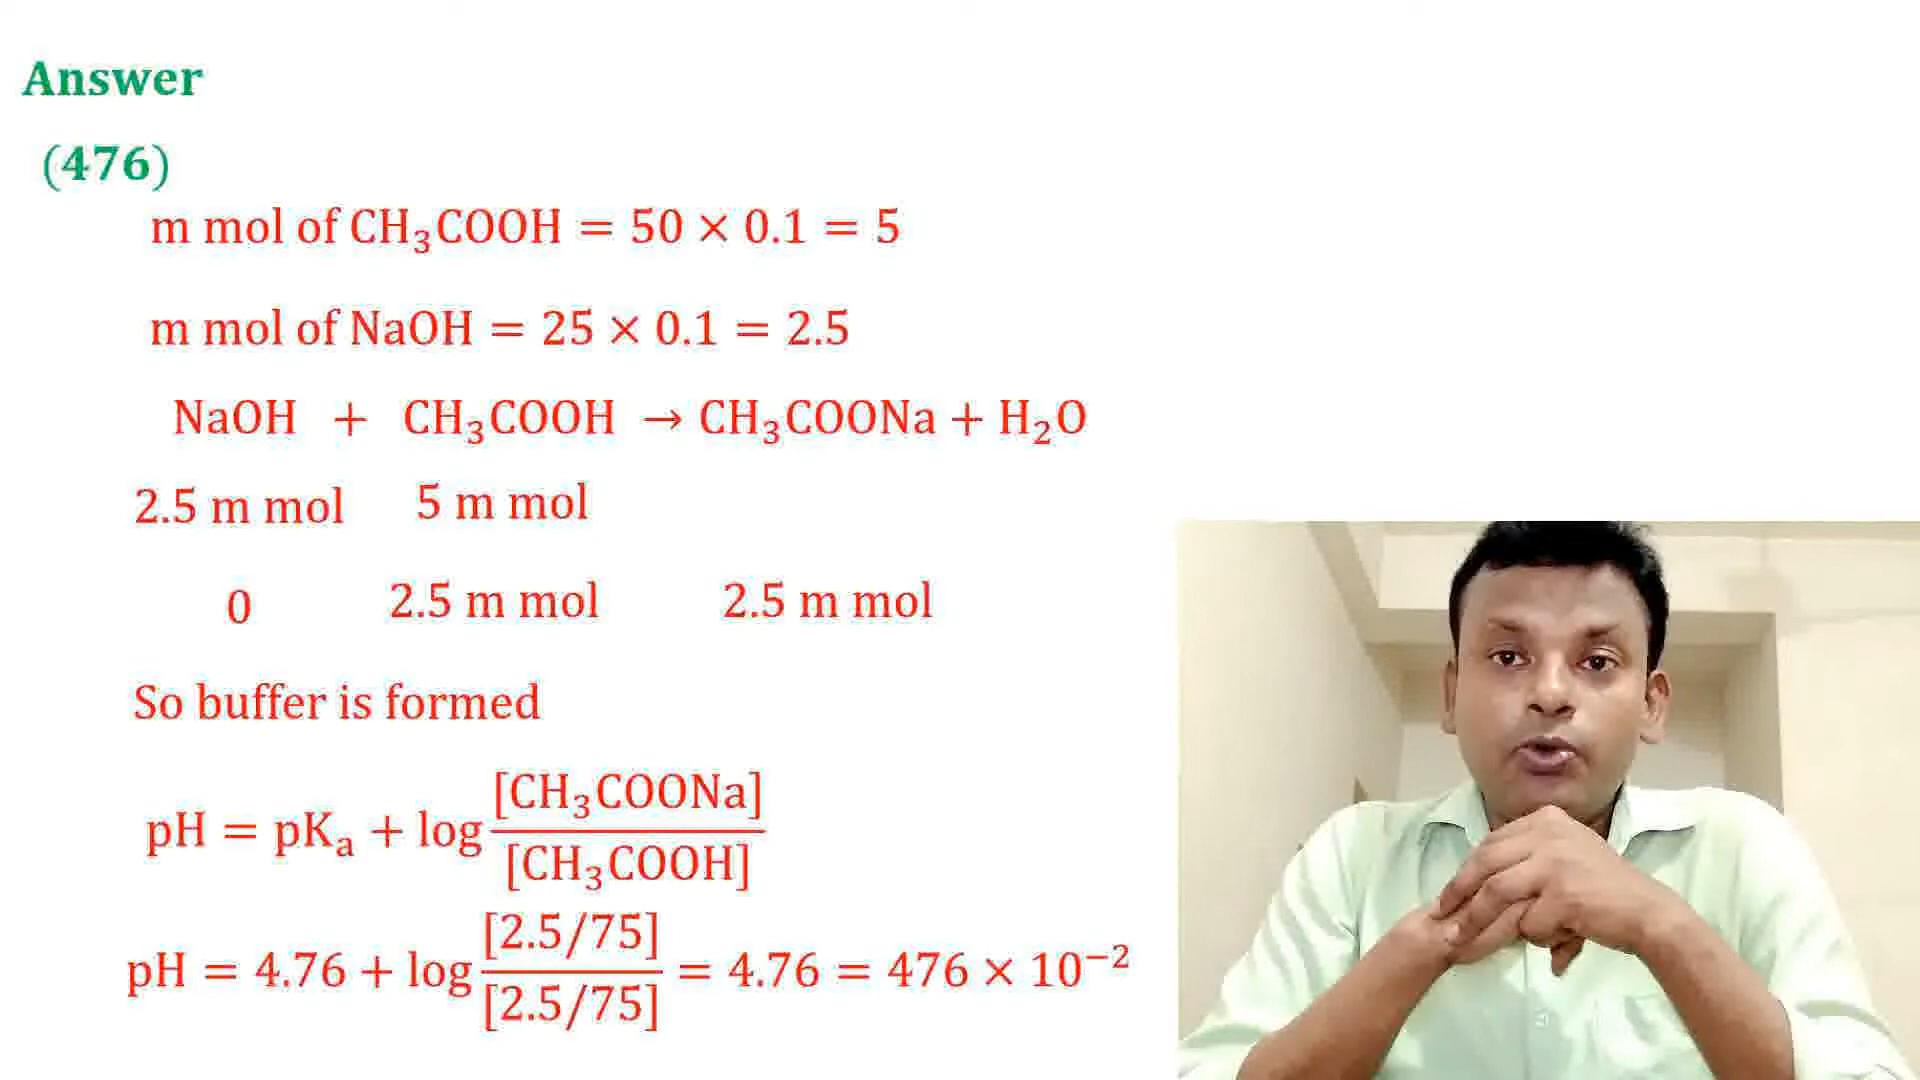 Answer
(476)
m mol of CH₃COOH = 50 × 0.1 = 5
m mol of NaOH = 25 × 0.1 = 2.5
NaOH + CH₃COOH → CH₃COONa + H₂O
2.5 m mol 5 m mol
0 2.5 m mol 2.5 m mol
So buffer is formed
pH = pKₐ + log [CH₃COONa] / [CH₃COOH]
pH = 4.76 + log [2.5/75] / [2.5/75] = 4.76 = 476 × 10⁻²